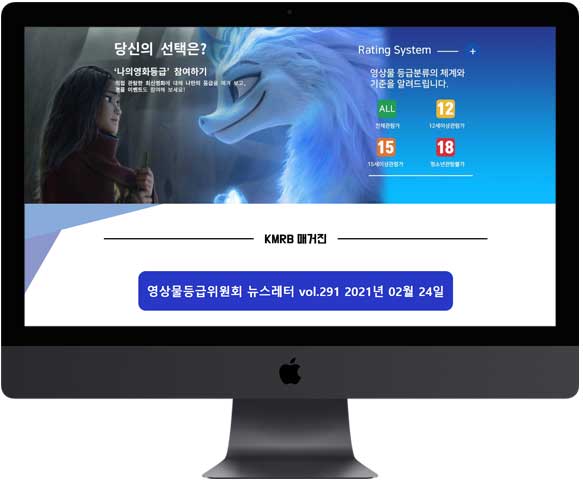 당신의 선택은?
‘나의영화등급’ 참여하기
직접 관람한 최신영화에 대해 나만의 등급을 매겨 보고,
경품 이벤트도 참여해 보세요!
Rating System +
영상물 등급분류의 체계와
기준을 알려드립니다.
ALL 12
전체관람가 12세이상관람가
15 18
15세이상관람가 청소년관람불가
KMRB 매거진
영상물등급위원회 뉴스레터 vol.291 2021년 02월 24일